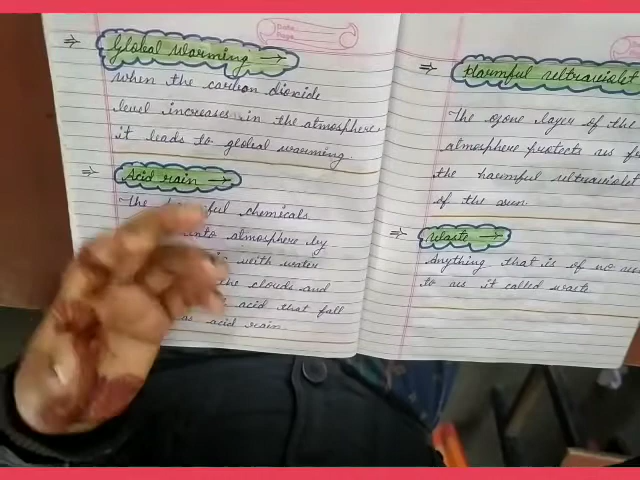 Date
Page
⇒ Global warming →
when the carbon dioxide
level increases in the atmosphere,
it leads to global warming.
⇒ Acid rain →
The harmful chemicals
into atmosphere by
with water
the clouds and
acid that fall
as acid rain
⇒ Harmful ultraviolet
The ozone layer of the
atmosphere protects us
the harmful ultraviolet
of the sun.
⇒ Waste →
Anything that is of no
to us it called waste